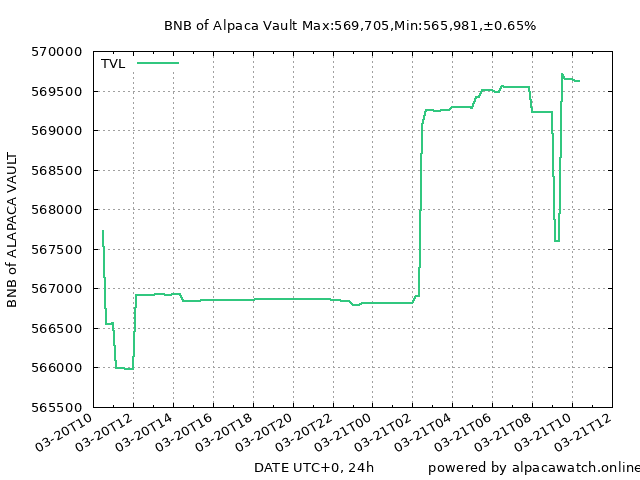 BNB of Alpaca Vault Max:569,705,Min:565,981,±0.65%
TVL
570000
569500
569000
568500
568000
567500
567000
566500
566000
565500
BNB of ALAPACA VAULT
03-20T10
03-20T12
03-20T14
03-20T16
03-20T18
03-20T20
03-20T22
03-21T00
03-21T02
03-21T04
03-21T06
03-21T08
03-21T10
03-21T12
DATE UTC+0, 24h
powered by alpacawatch.online